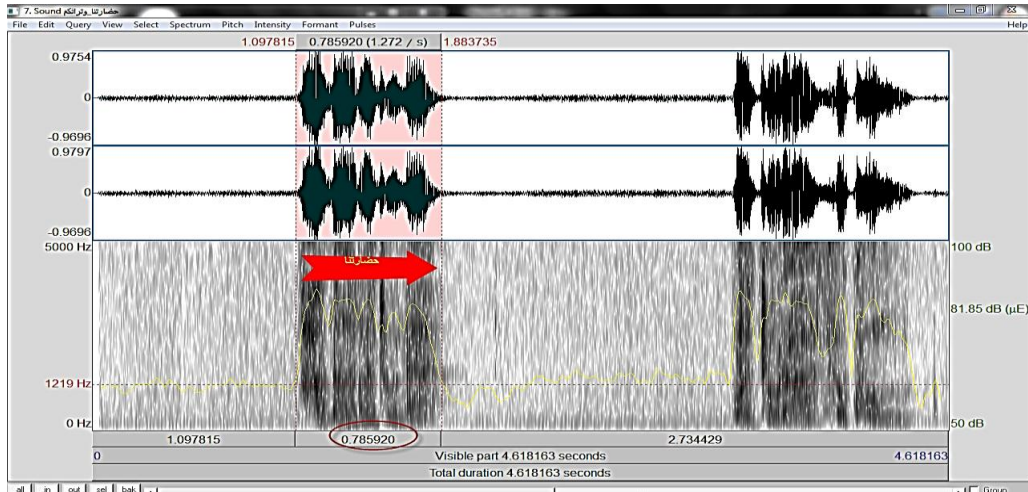 7. Sound حضارتنا_وتراثكم
File Edit Query View Select Spectrum Pitch Intensity Formant Pulses Help
1.097815 0.785920 (1.272 / s) 1.883735
0.9754
0
-0.9696
0.9797
0
-0.9696
5000 Hz 100 dB
حضارتنا
81.85 dB (µE)
1219 Hz
0 Hz 50 dB
1.097815 0.785920 2.734429
0 Visible part 4.618163 seconds 4.618163
Total duration 4.618163 seconds
all in out sel bak Group